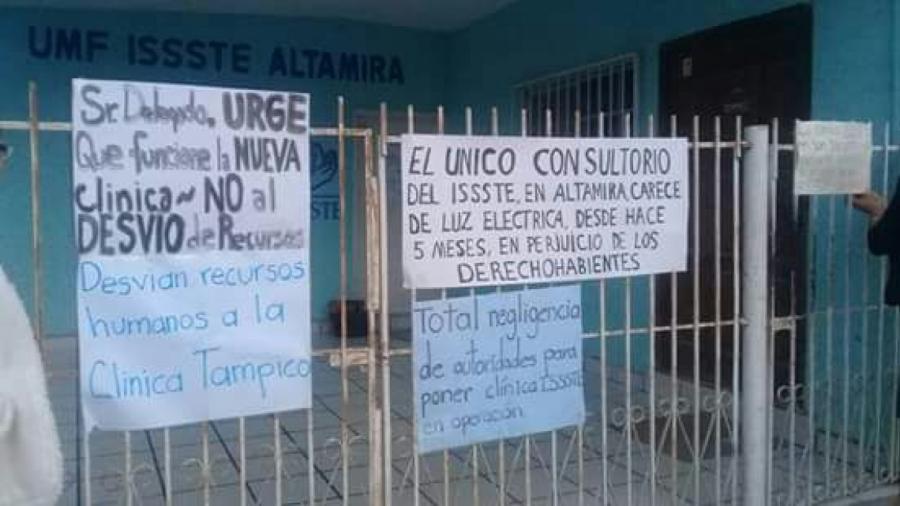 UMF ISSSTE ALTAMIRA
Sr Delegado. URGE
Que funcione la NUEVA
Clinica~ NO al
DESVIO de Recursos
Desvian recursos
humanos a la
Clinica Tampico
EL UNICO CONSULTORIO
DEL ISSSTE, EN ALTAMIRA, CARECE
DE LUZ ELECTRICA, DESDE HACE
5 MESES, EN PERJUICIO DE LOS
DERECHOHABIENTES
Total negligencia
de autoridades para
poner clínica ISSSTE
en operación.